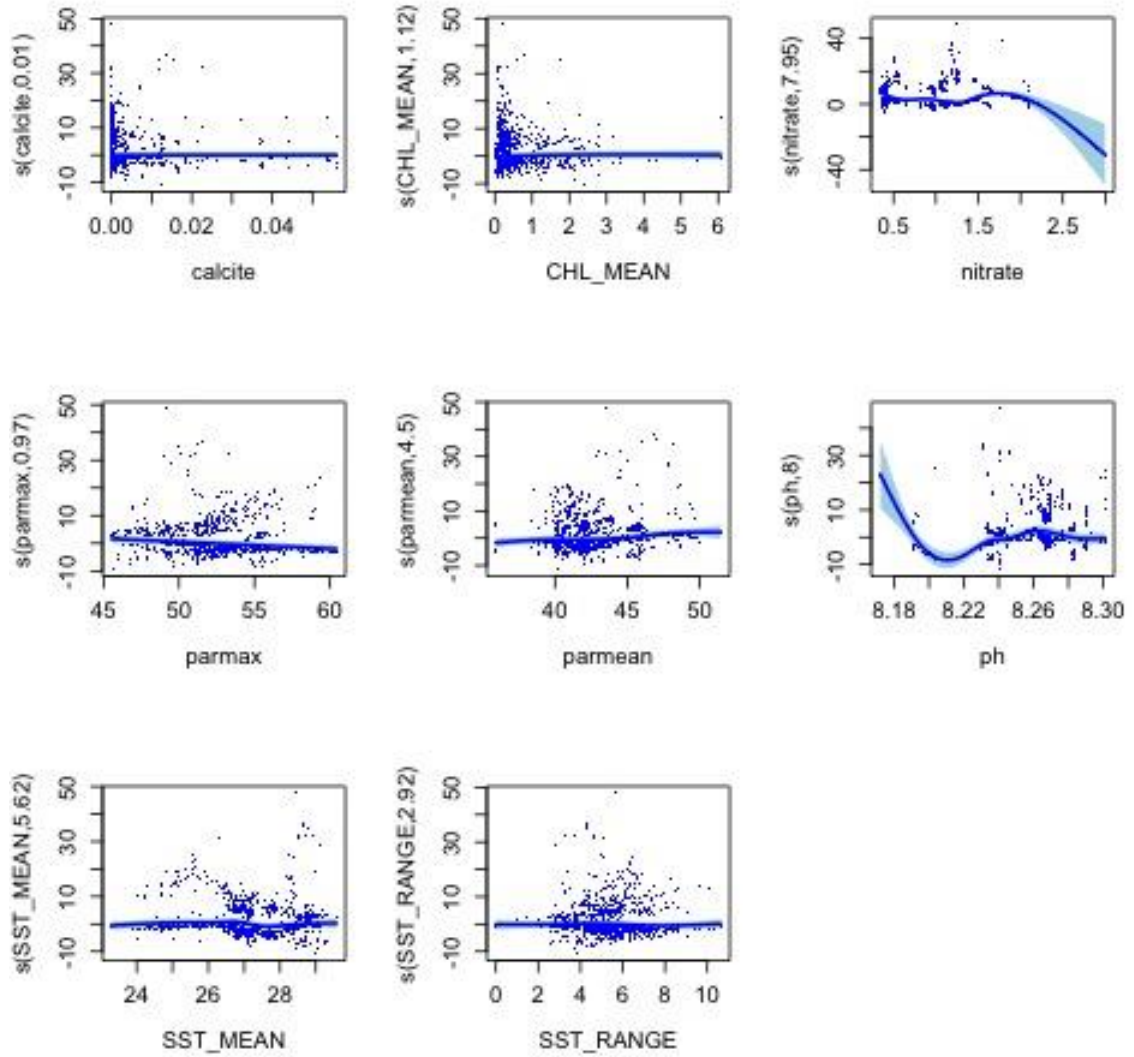 s(calcite,0.01)
50
30
10
-10
0.00 0.02 0.04
calcite
s(CHL_MEAN,1.12)
50
30
10
-10
0 1 2 3 4 5 6
CHL_MEAN
s(nitrate,7.95)
40
0
-40
0.5 1.5 2.5
nitrate
s(parmax,0.97)
50
30
10
-10
45 50 55 60
parmax
s(parmean,4.5)
50
30
10
-10
40 45 50
parmean
s(ph,8)
30
10
-10
8.18 8.22 8.26 8.30
ph
s(SST_MEAN,5.62)
50
30
10
-10
24 26 28
SST_MEAN
s(SST_RANGE,2.92)
50
30
10
-10
0 2 4 6 8 10
SST_RANGE